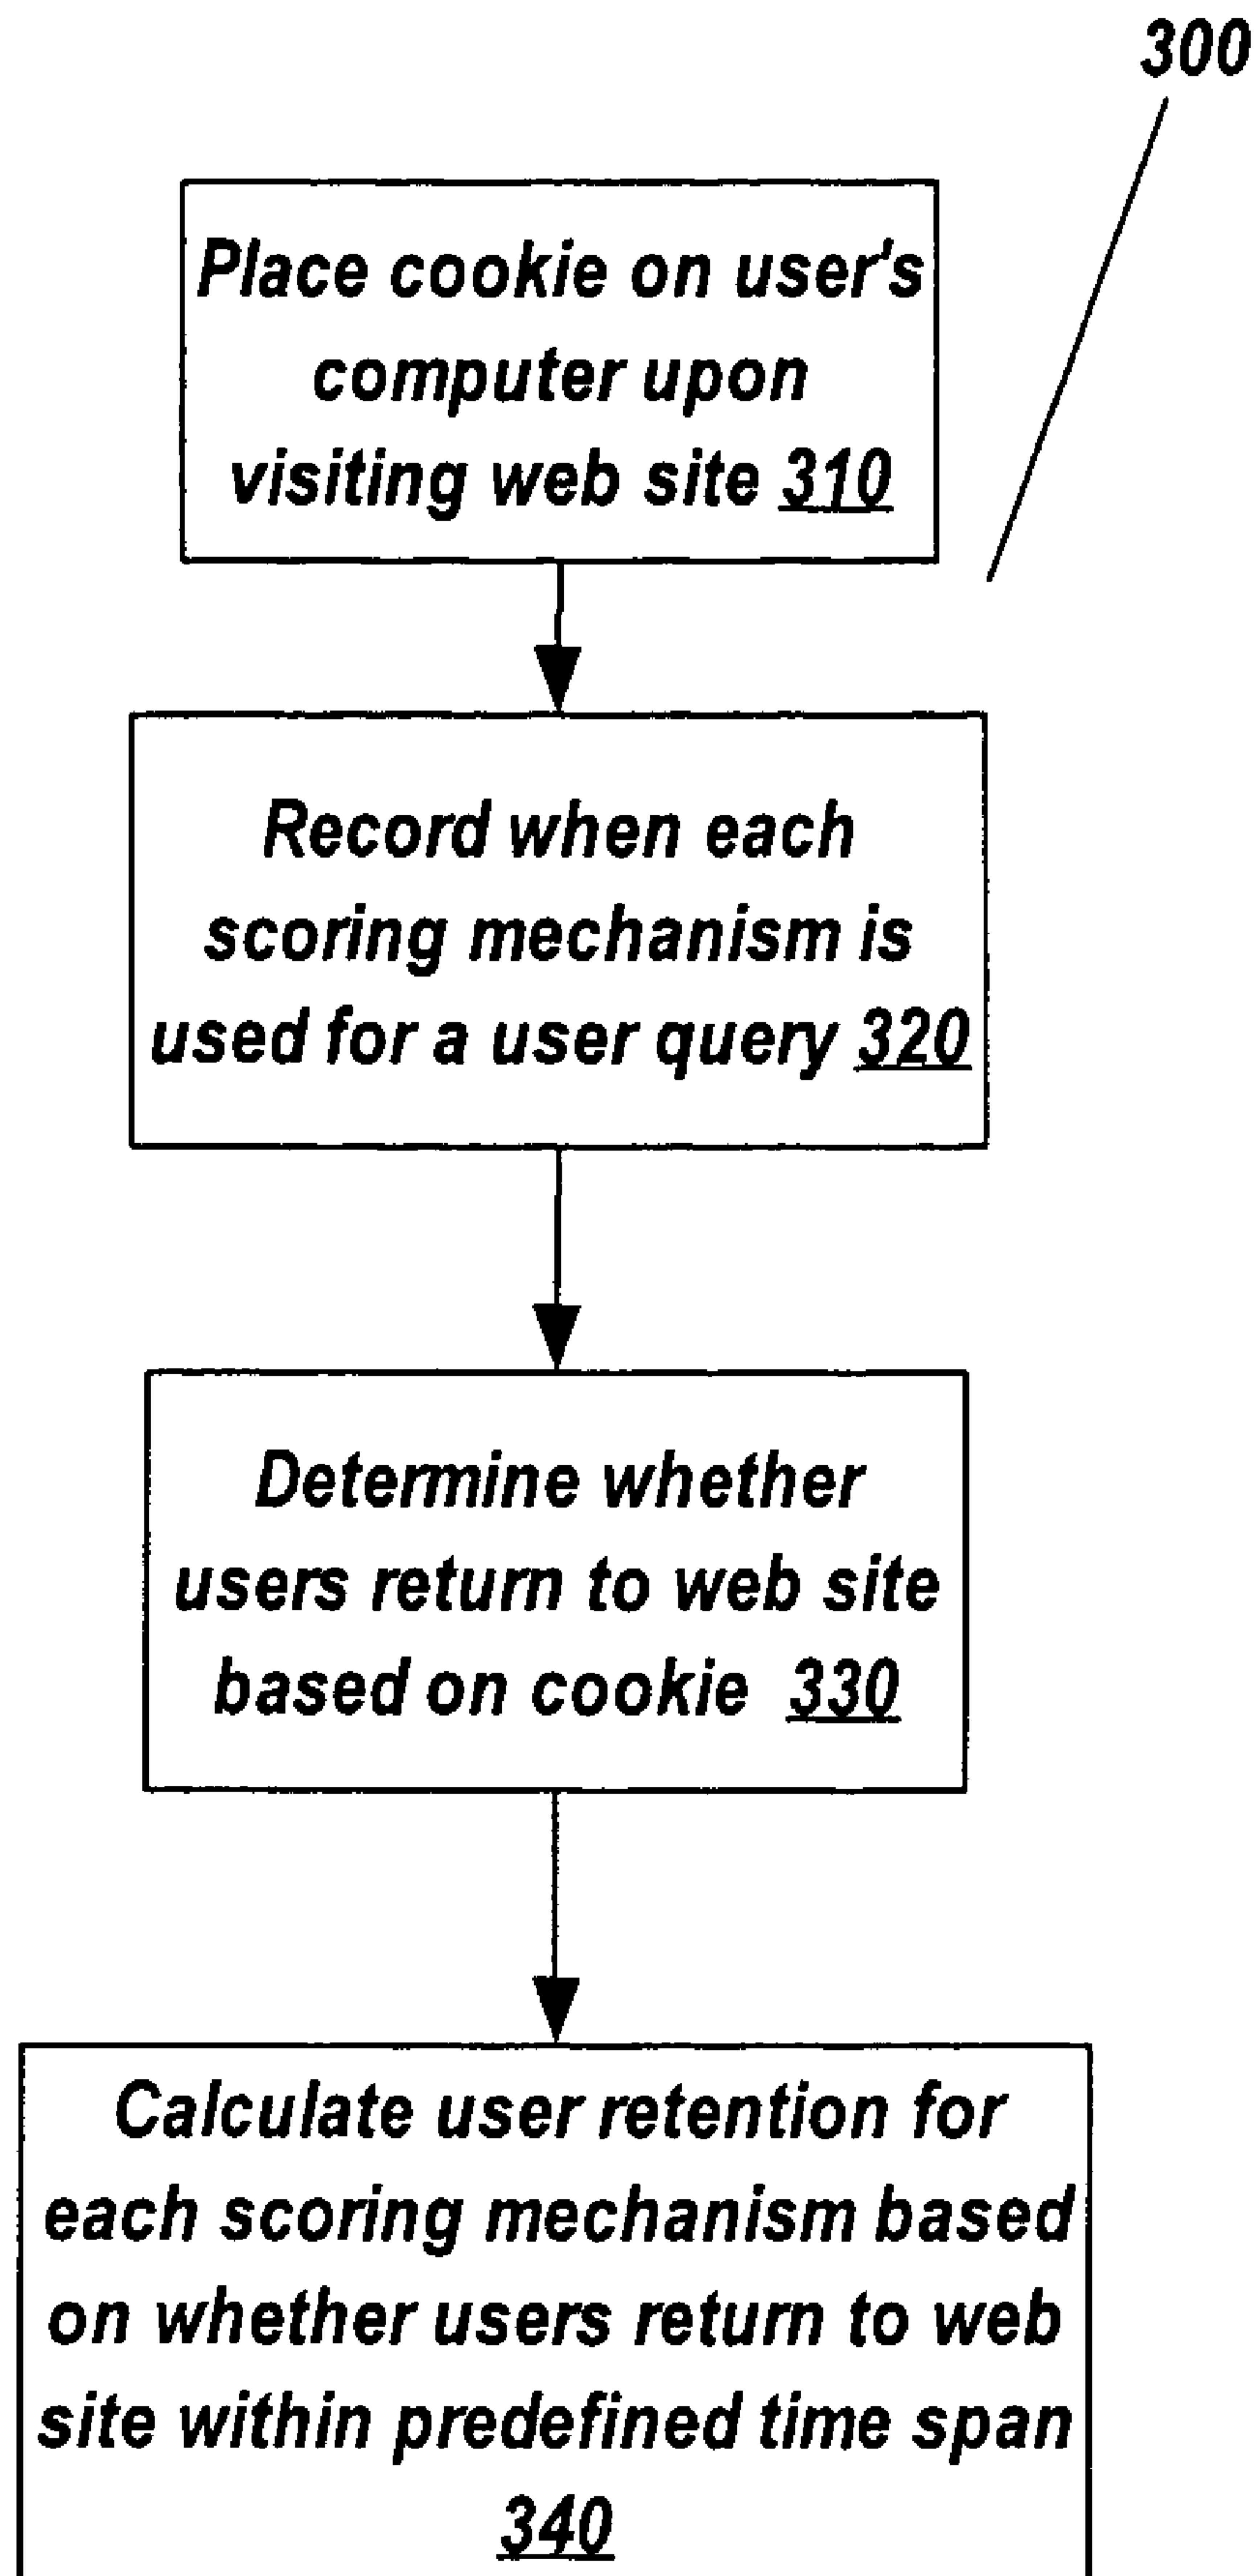 300
Place cookie on user's
computer upon
visiting web site 310
Record when each
scoring mechanism is
used for a user query 320
Determine whether
users return to web site
based on cookie 330
Calculate user retention for
each scoring mechanism based
on whether users return to web
site within predefined time span
340